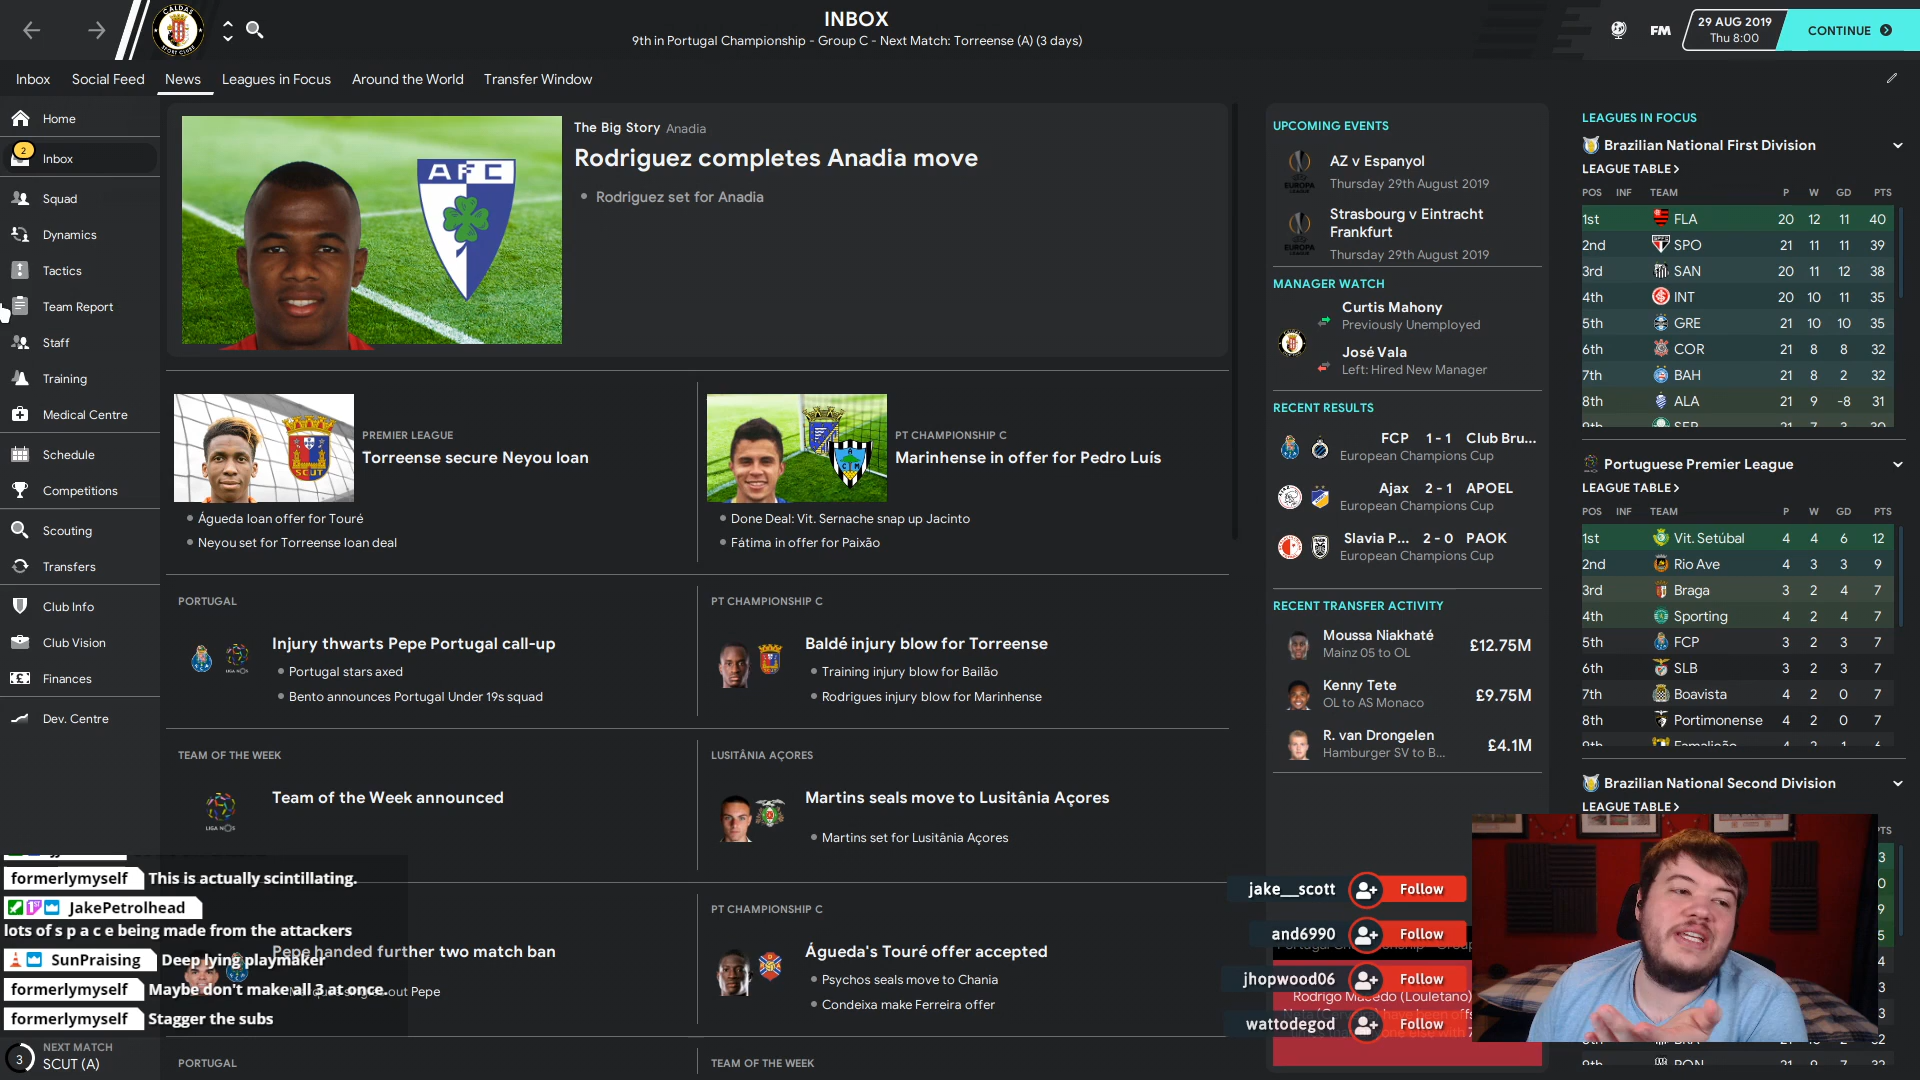 INBOX
9th in Portugal Championship - Group C - Next Match: Torreense (A) (3 days)
FM
29 AUG 2019
Thu 8:00
CONTINUE
Inbox
Social Feed
News
Leagues in Focus
Around the World
Transfer Window
Home
2
Inbox
Squad
Dynamics
Tactics
Team Report
Staff
Training
Medical Centre
Schedule
Competitions
Scouting
Transfers
Club Info
Club Vision
Finances
Dev. Centre
AFC
The Big Story Anadia
Rodriguez completes Anadia move
Rodriguez set for Anadia
SCUT
PREMIER LEAGUE
Torreense secure Neyou loan
Águeda loan offer for Touré
Neyou set for Torreense loan deal
PT CHAMPIONSHIP C
Marinhense in offer for Pedro Luís
Done Deal: Vit. Sernache snap up Jacinto
Fátima in offer for Paixão
PORTUGAL
Injury thwarts Pepe Portugal call-up
Portugal stars axed
Bento announces Portugal Under 19s squad
PT CHAMPIONSHIP C
Baldé injury blow for Torreense
Training injury blow for Bailão
Rodrigues injury blow for Marinhense
TEAM OF THE WEEK
Team of the Week announced
LIGA NOS
LUSITÂNIA AÇORES
Martins seals move to Lusitânia Açores
Martins set for Lusitânia Açores
Pepe handed further two match ban
PT CHAMPIONSHIP C
Águeda's Touré offer accepted
Psychos seals move to Chania
Condeixa make Ferreira offer
PORTUGAL
TEAM OF THE WEEK
formerlymyself This is actually scintillating.
JakePetrolhead
lots of s p a c e being made from the attackers
SunPraising Deep lying playmaker
formerlymyself Maybe don't make all 3 at once.
formerlymyself Stagger the subs
3
NEXT MATCH
SCUT (A)
UPCOMING EVENTS
AZ v Espanyol
Thursday 29th August 2019
Strasbourg v Eintracht
Frankfurt
Thursday 29th August 2019
MANAGER WATCH
Curtis Mahony
Previously Unemployed
José Vala
Left: Hired New Manager
RECENT RESULTS
FCP 1 - 1 Club Bru...
European Champions Cup
Ajax 2 - 1 APOEL
European Champions Cup
Slavia P... 2 - 0 PAOK
European Champions Cup
RECENT TRANSFER ACTIVITY
Moussa Niakhaté
Mainz 05 to OL
£12.75M
Kenny Tete
OL to AS Monaco
£9.75M
R. van Drongelen
Hamburger SV to B...
£4.1M
jake__scott Follow
and6990 Follow
jhopwood06 Follow
wattodegod Follow
Rodrigo Macedo (Louletano)
LEAGUES IN FOCUS
Brazilian National First Division
LEAGUE TABLE >
POS INF TEAM P W GD PTS
1st FLA 20 12 11 40
2nd SPO 21 11 11 39
3rd SAN 20 11 12 38
4th INT 20 10 11 35
5th GRE 21 10 10 35
6th COR 21 8 8 32
7th BAH 21 8 2 32
8th ALA 21 9 -8 31
Portuguese Premier League
LEAGUE TABLE >
POS INF TEAM P W GD PTS
1st Vit. Setúbal 4 4 6 12
2nd Rio Ave 4 3 3 9
3rd Braga 3 2 4 7
4th Sporting 4 2 4 7
5th FCP 3 2 3 7
6th SLB 3 2 3 7
7th Boavista 4 2 0 7
8th Portimonense 4 2 0 7
Brazilian National Second Division
LEAGUE TABLE >